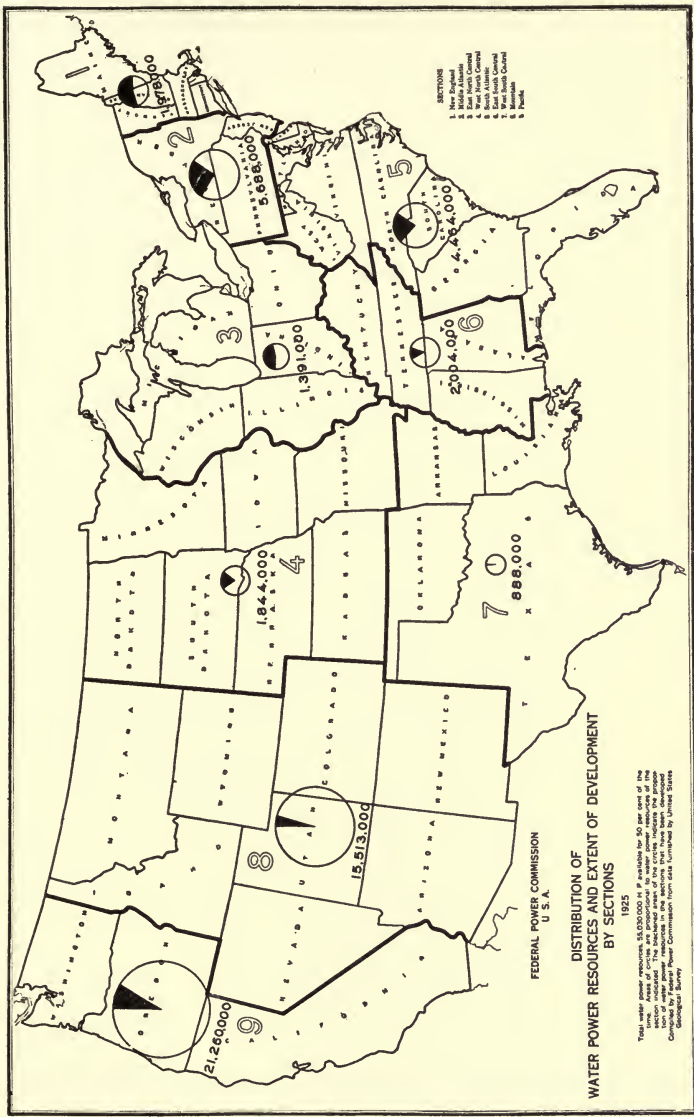 WASHINGTON
OREGON
21,260,000
9
CALIFORNIA
NEVADA
IDAHO
MONTANA
WYOMING
8
UTAH
COLORADO
15,513,000
ARIZONA
NEW MEXICO
NORTH
DAKOTA
SOUTH
DAKOTA
1,844,000
NEBRASKA
4
KANSAS
MINNESOTA
IOWA
MISSOURI
OKLAHOMA
ARKANSAS
7
888,000
TEXAS
LOUISIANA
WISCONSIN
ILLINOIS
3
1,391,000
OHIO
KENTUCKY
TENNESSEE
2,004,000
6
1
MAINE
1,978,000
2
PENNSYLVANIA
5,688,000
NORTH CAROLINA
5
SOUTH
CAROLINA
4,464,000
GEORGIA
FLORIDA
SECTIONS
1. New England
2. Middle Atlantic
3. East North Central
4. West North Central
5. South Atlantic
6. East South Central
7. West South Central
8. Mountain
9. Pacific
FEDERAL POWER COMMISSION
U S A.
DISTRIBUTION OF
WATER POWER RESOURCES AND EXTENT OF DEVELOPMENT
BY SECTIONS
1925
Total water power resources, 55,030,000 H P available for 50 per cent of the
time. Areas of circles are proportional to water power resources of the
section indicated. The blackened areas of the circles indicate the propor-
tion of water power resources in the sections that have been developed
Compiled by Federal Power Commission from data furnished by United States
Geological Survey